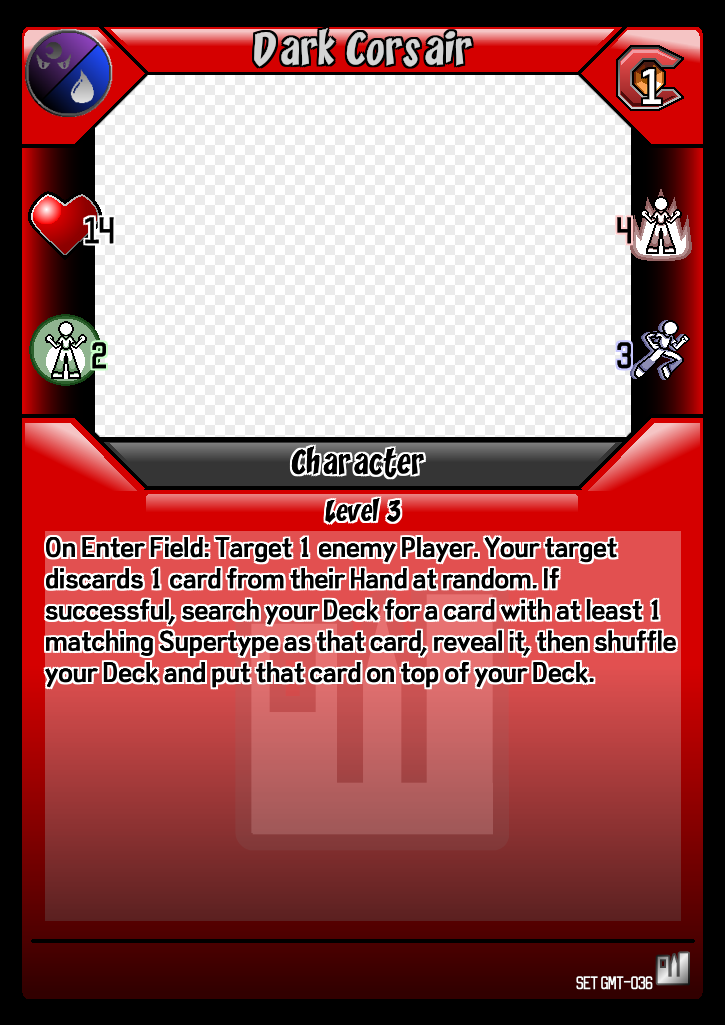 Dark Corsair
1
14
4
2
3
Character
Level 3
On Enter Field: Target 1 enemy Player. Your target
discards 1 card from their Hand at random. If
successful, search your Deck for a card with at least 1
matching Supertype as that card, reveal it, then shuffle
your Deck and put that card on top of your Deck.
SET GMT-036